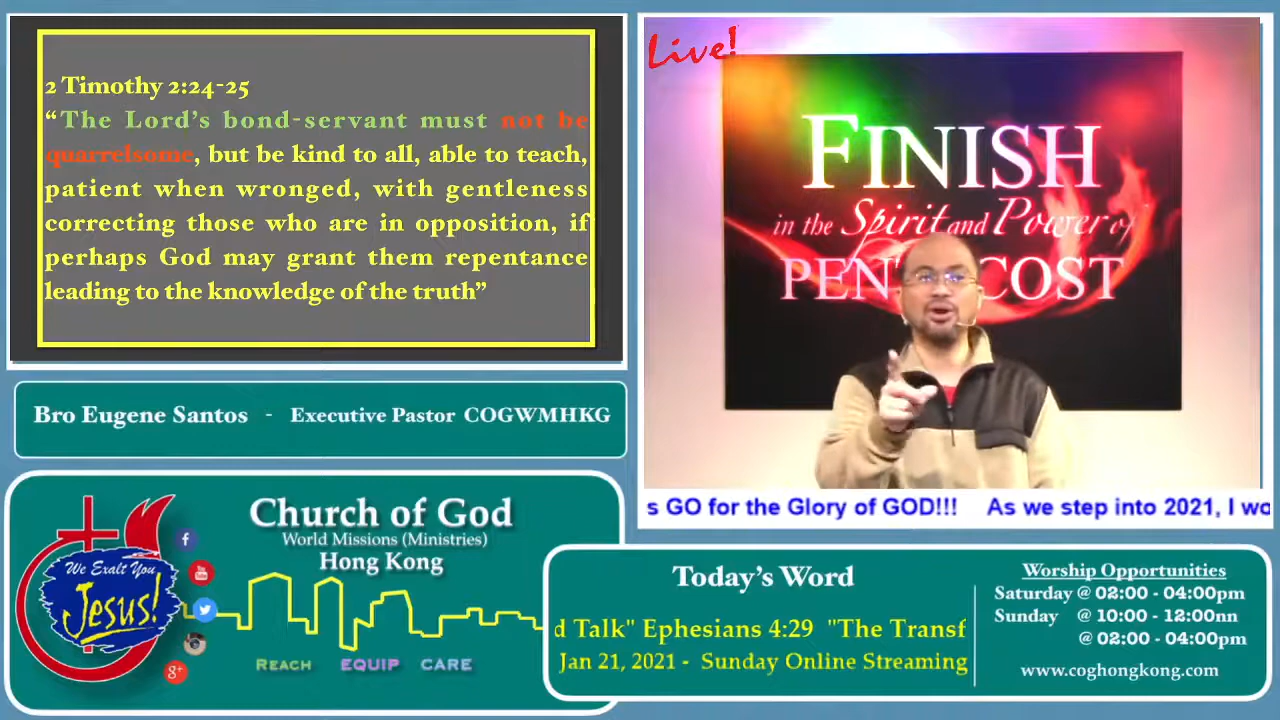 2 Timothy 2:24-25
“The Lord’s bond-servant must not be
quarrelsome, but be kind to all, able to teach,
patient when wronged, with gentleness
correcting those who are in opposition, if
perhaps God may grant them repentance
leading to the knowledge of the truth”
Live!
FINISH
in the Spirit and Power of
PENTECOST
Bro Eugene Santos - Executive Pastor COGWMHKG
s GO for the Glory of GOD!!! As we step into 2021, I wo
We Exalt You
Jesus!
f
You
Tube
g+
Church of God
World Missions (Ministries)
Hong Kong
REACH EQUIP CARE
Today’s Word
d Talk" Ephesians 4:29 "The Transf
Jan 21, 2021 - Sunday Online Streaming
Worship Opportunities
Saturday @ 02:00 - 04:00pm
Sunday @ 10:00 - 12:00nn
@ 02:00 - 04:00pm
www.coghongkong.com